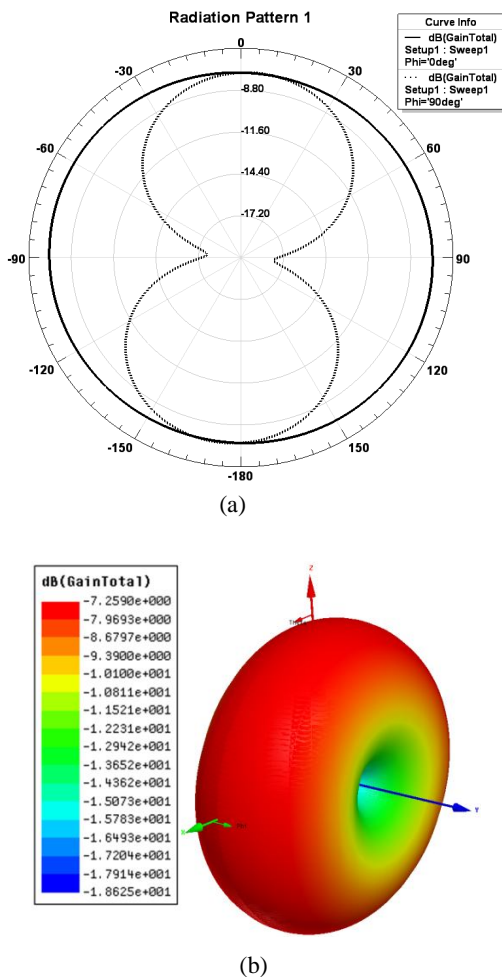 Radiation Pattern 1
Curve Info
dB(GainTotal)
Setup1 : Sweep1
Phi='0deg'
dB(GainTotal)
Setup1 : Sweep1
Phi='90deg'
0
-30
30
-8.80
-60
60
-11.60
-14.40
-17.20
-90
90
-120
120
-150
150
-180
(a)
dB(GainTotal)
-7.2590e+000
-7.9693e+000
-8.6797e+000
-9.3900e+000
-1.0100e+001
-1.0811e+001
-1.1521e+001
-1.2231e+001
-1.2942e+001
-1.3652e+001
-1.4362e+001
-1.5073e+001
-1.5783e+001
-1.6493e+001
-1.7204e+001
-1.7914e+001
-1.8625e+001
Z
Y
(b)